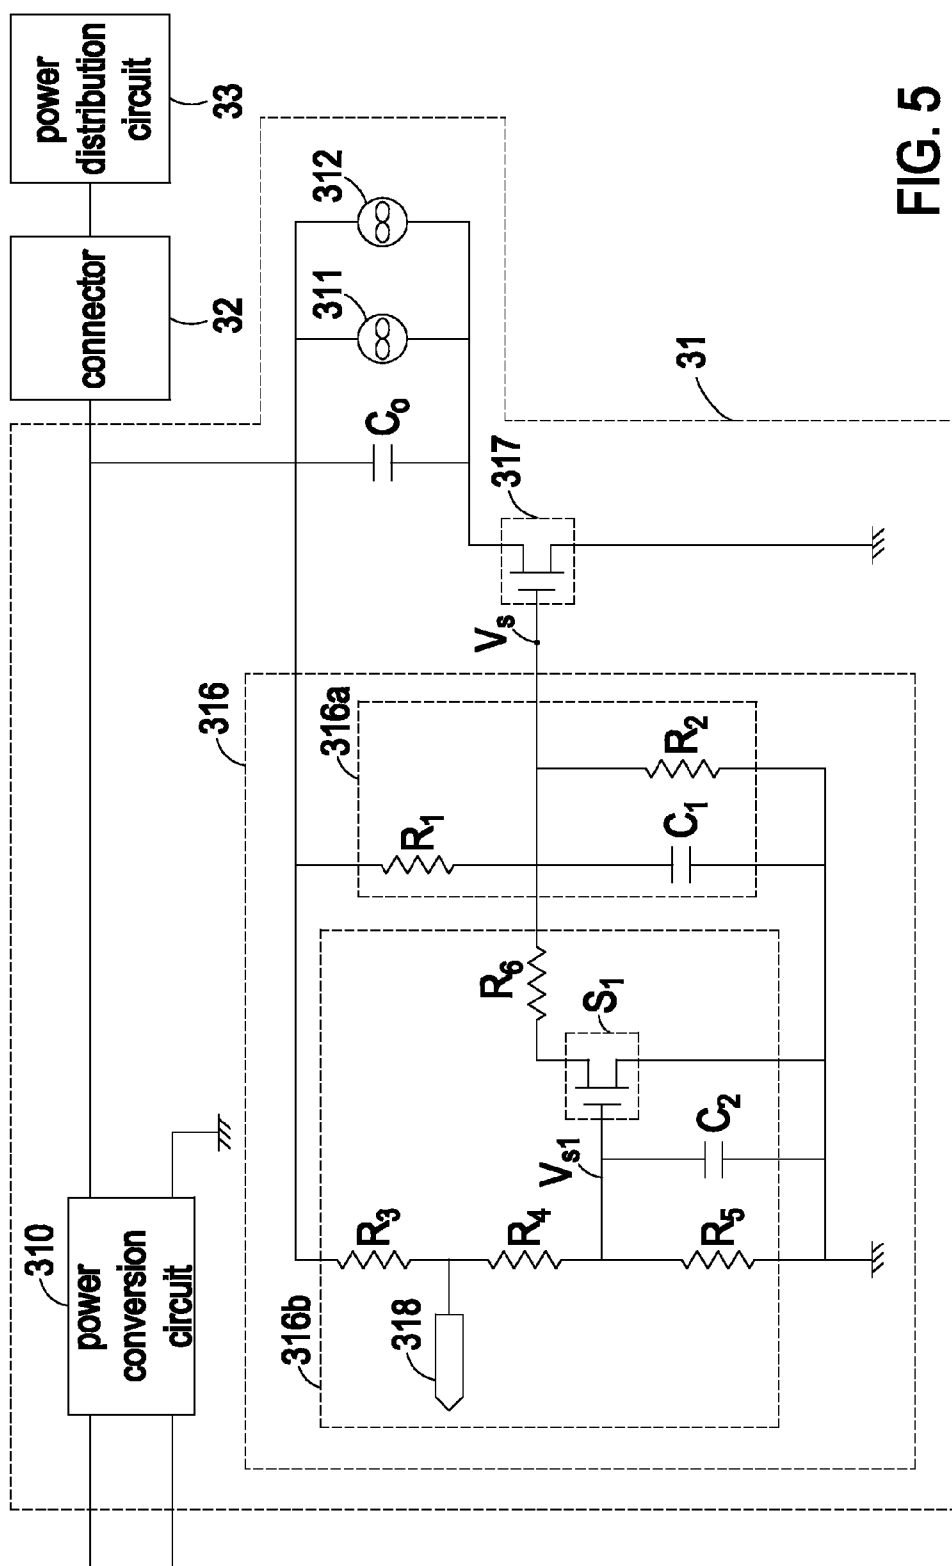 power
distribution
circuit
33
connector
32
312
311
C₀
31
317
Vₛ
316
316a
R₁
R₂
C₁
R₆
S₁
C₂
Vₛ₁
310
power
conversion
circuit
R₃
R₄
R₅
316b
318
FIG. 5